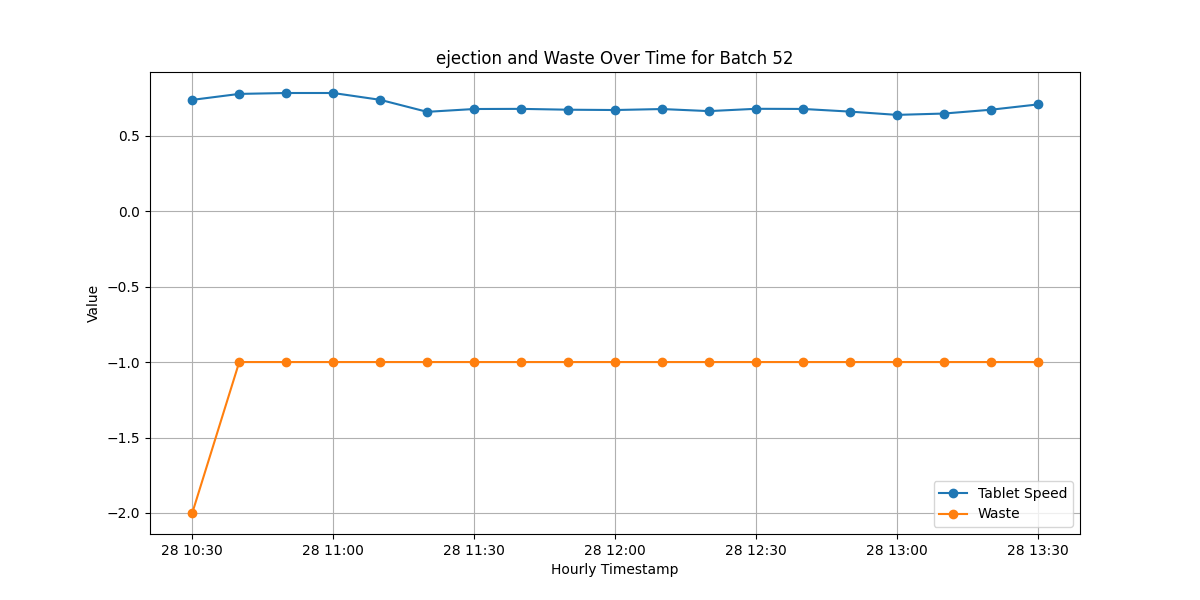 ejection and Waste Over Time for Batch 52
Value
0.5
0.0
−0.5
−1.0
−1.5
−2.0
Tablet Speed
Waste
28 10:30 28 11:00 28 11:30 28 12:00 28 12:30 28 13:00 28 13:30
Hourly Timestamp